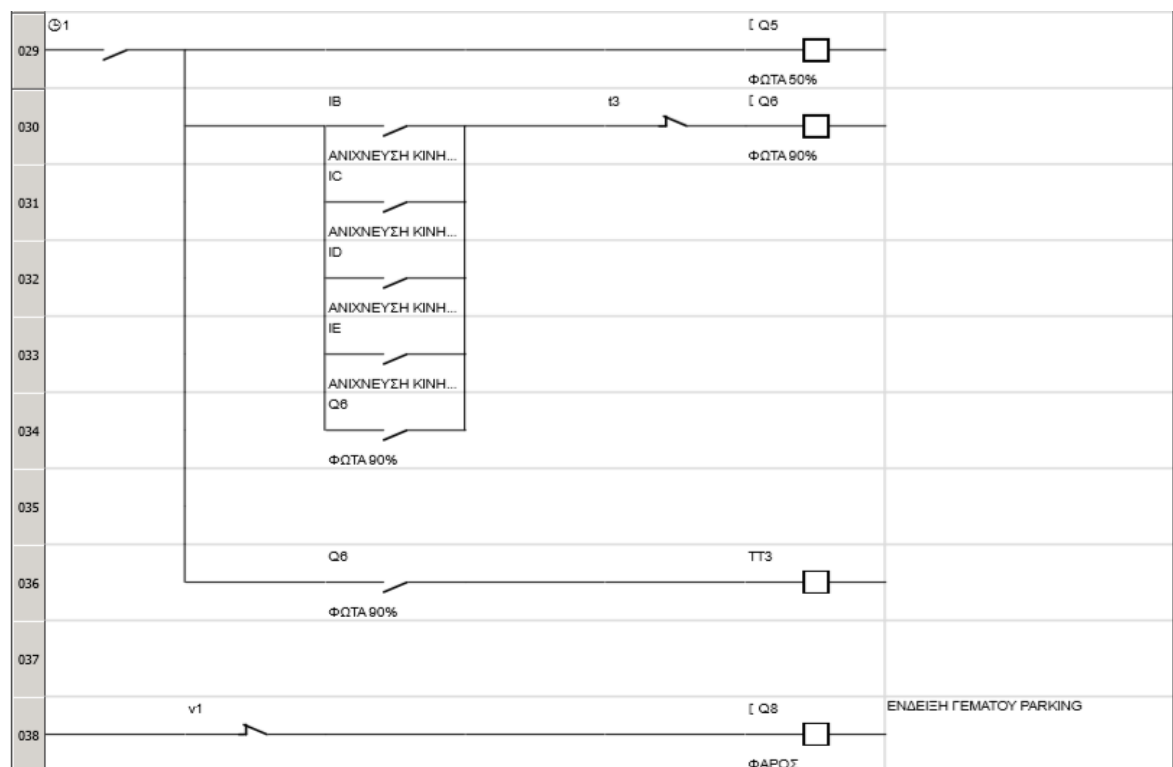 1 [ Q5
029
ΦΩΤΑ 50%
IB t3 [ Q6
030
ΑΝΙΧΝΕΥΣΗ ΚΙΝΗ... ΦΩΤΑ 90%
IC
031
ΑΝΙΧΝΕΥΣΗ ΚΙΝΗ...
ID
032
ΑΝΙΧΝΕΥΣΗ ΚΙΝΗ...
IE
033
ΑΝΙΧΝΕΥΣΗ ΚΙΝΗ...
Q6
034
ΦΩΤΑ 90%
035
Q6 TT3
036
ΦΩΤΑ 90%
037
v1 [ Q8 ΕΝΔΕΙΞΗ ΓΕΜΑΤΟΥ PARKING
038
ΦΑΡΟΣ